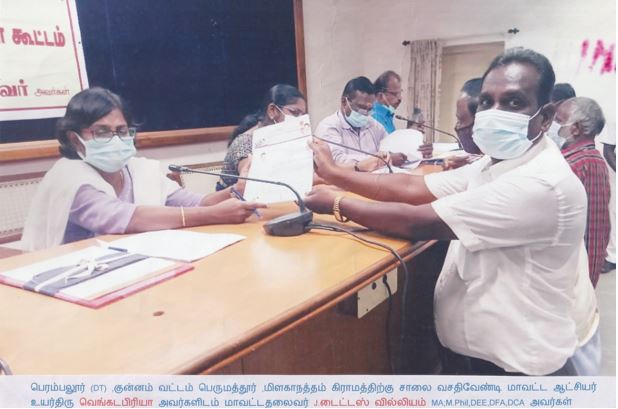 கூட்டம்
அவர்கள்
பெரம்பலூர் (DT) ,குன்னம் வட்டம் பெருமத்தூர் ,மிளகாநத்தம் கிராமத்திற்கு சாலை வசதிவேண்டி மாவட்ட ஆட்சியர்
உயர்திரு வெங்கடபிரியா அவர்களிடம் மாவட்டதலைவர் J.டைட்டஸ் வில்லியம் MA,M.Phil,DEE,DFA,DCA அவர்கள்